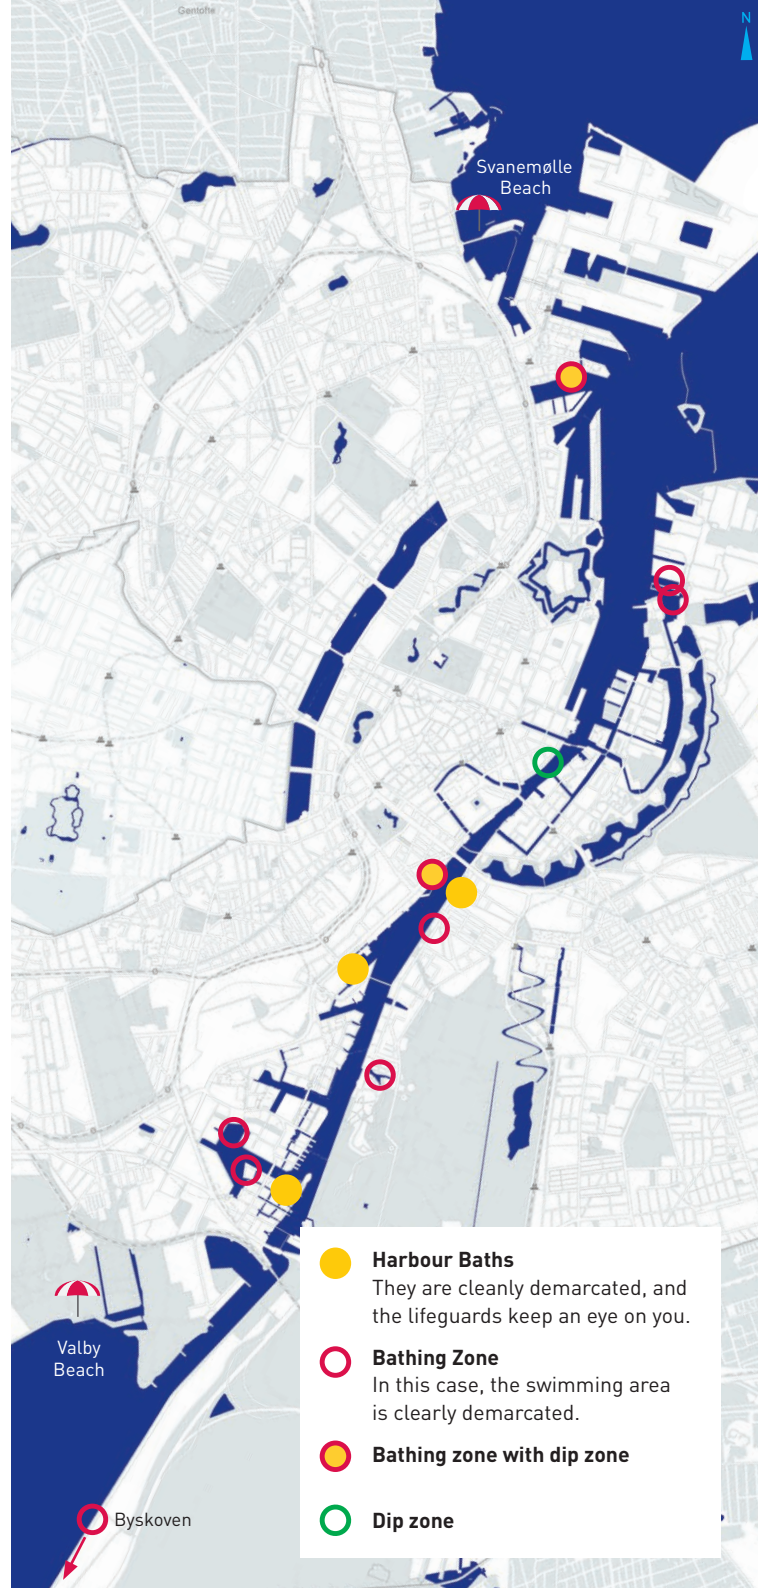 Gentofte
N
Svanemølle
Beach
Harbour Baths
They are cleanly demarcated, and
the lifeguards keep an eye on you.
Bathing Zone
In this case, the swimming area
is clearly demarcated.
Bathing zone with dip zone
Dip zone
Valby
Beach
Byskoven